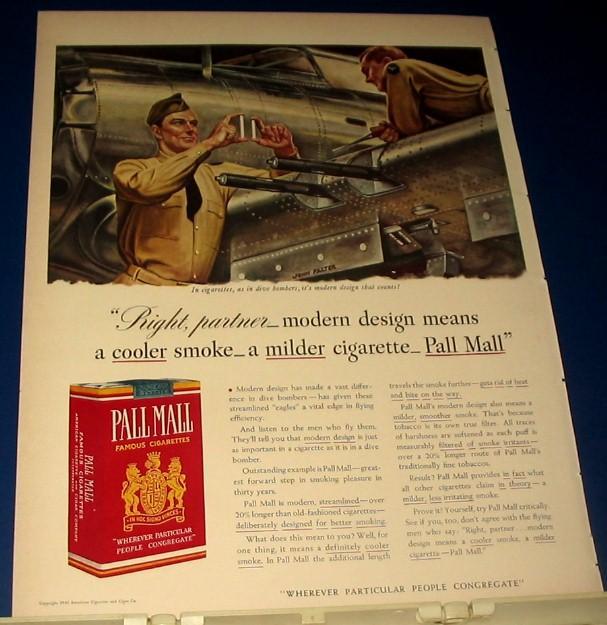 JOHN FALTER
In cigarettes, as in dive bombers, it's modern design that counts!
"Right, partner_modern design means
a cooler smoke_a milder cigarette_Pall Mall"
• Modern design has made a vast differ-
ence in dive bombers—has given these
streamlined "eagles" a vital edge in flying
efficiency.
And listen to the men who fly them.
They'll tell you that modern design is just
as important in a cigarette as it is in a dive
bomber.
Outstanding example is Pall Mall—great-
est forward step in smoking pleasure in
thirty years.
Pall Mall is modern, streamlined—over
20% longer than old-fashioned cigarettes—
deliberately designed for better smoking.
What does this mean to you? Well, for
one thing, it means a definitely cooler
smoke. In Pall Mall the additional length
travels the smoke further—gets rid of heat
and bite on the way.
Pall Mall's modern design also means a
milder, smoother smoke. That's because
tobacco is its own true filter. All traces
of harshness are softened as each puff is
measurably filtered of smoke irritants—
over a 20% longer route of Pall Mall's
traditionally fine tobaccos.
Result? Pall Mall provides in fact what
all other cigarettes claim in theory—a
milder, less irritating smoke.
Prove it! Yourself, try Pall Mall critically.
See if you, too, don't agree with the flying
men who say: "Right, partner...modern
design means a cooler smoke, a milder
cigarette—Pall Mall."
PALL MALL
FAMOUS CIGARETTES
IN HOC SIGNO VINCES
"WHEREVER PARTICULAR
PEOPLE CONGREGATE"
PALL MALL
FAMOUS CIGARETTES
"WHEREVER PARTICULAR PEOPLE CONGREGATE"
American Cigarette and Cigar Co.